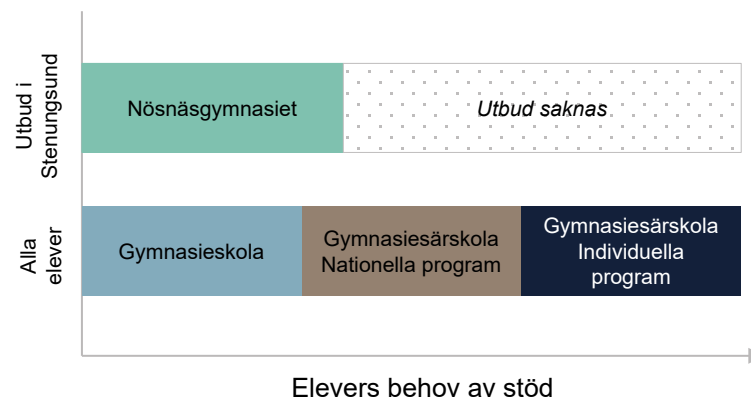 Utbud i
Stenungsund
Nösnäsgymnasiet
Utbud saknas
Alla
elever
Gymnasieskola
Gymnasiesärskola
Nationella program
Gymnasiesärskola
Individuella
program
Elevers behov av stöd